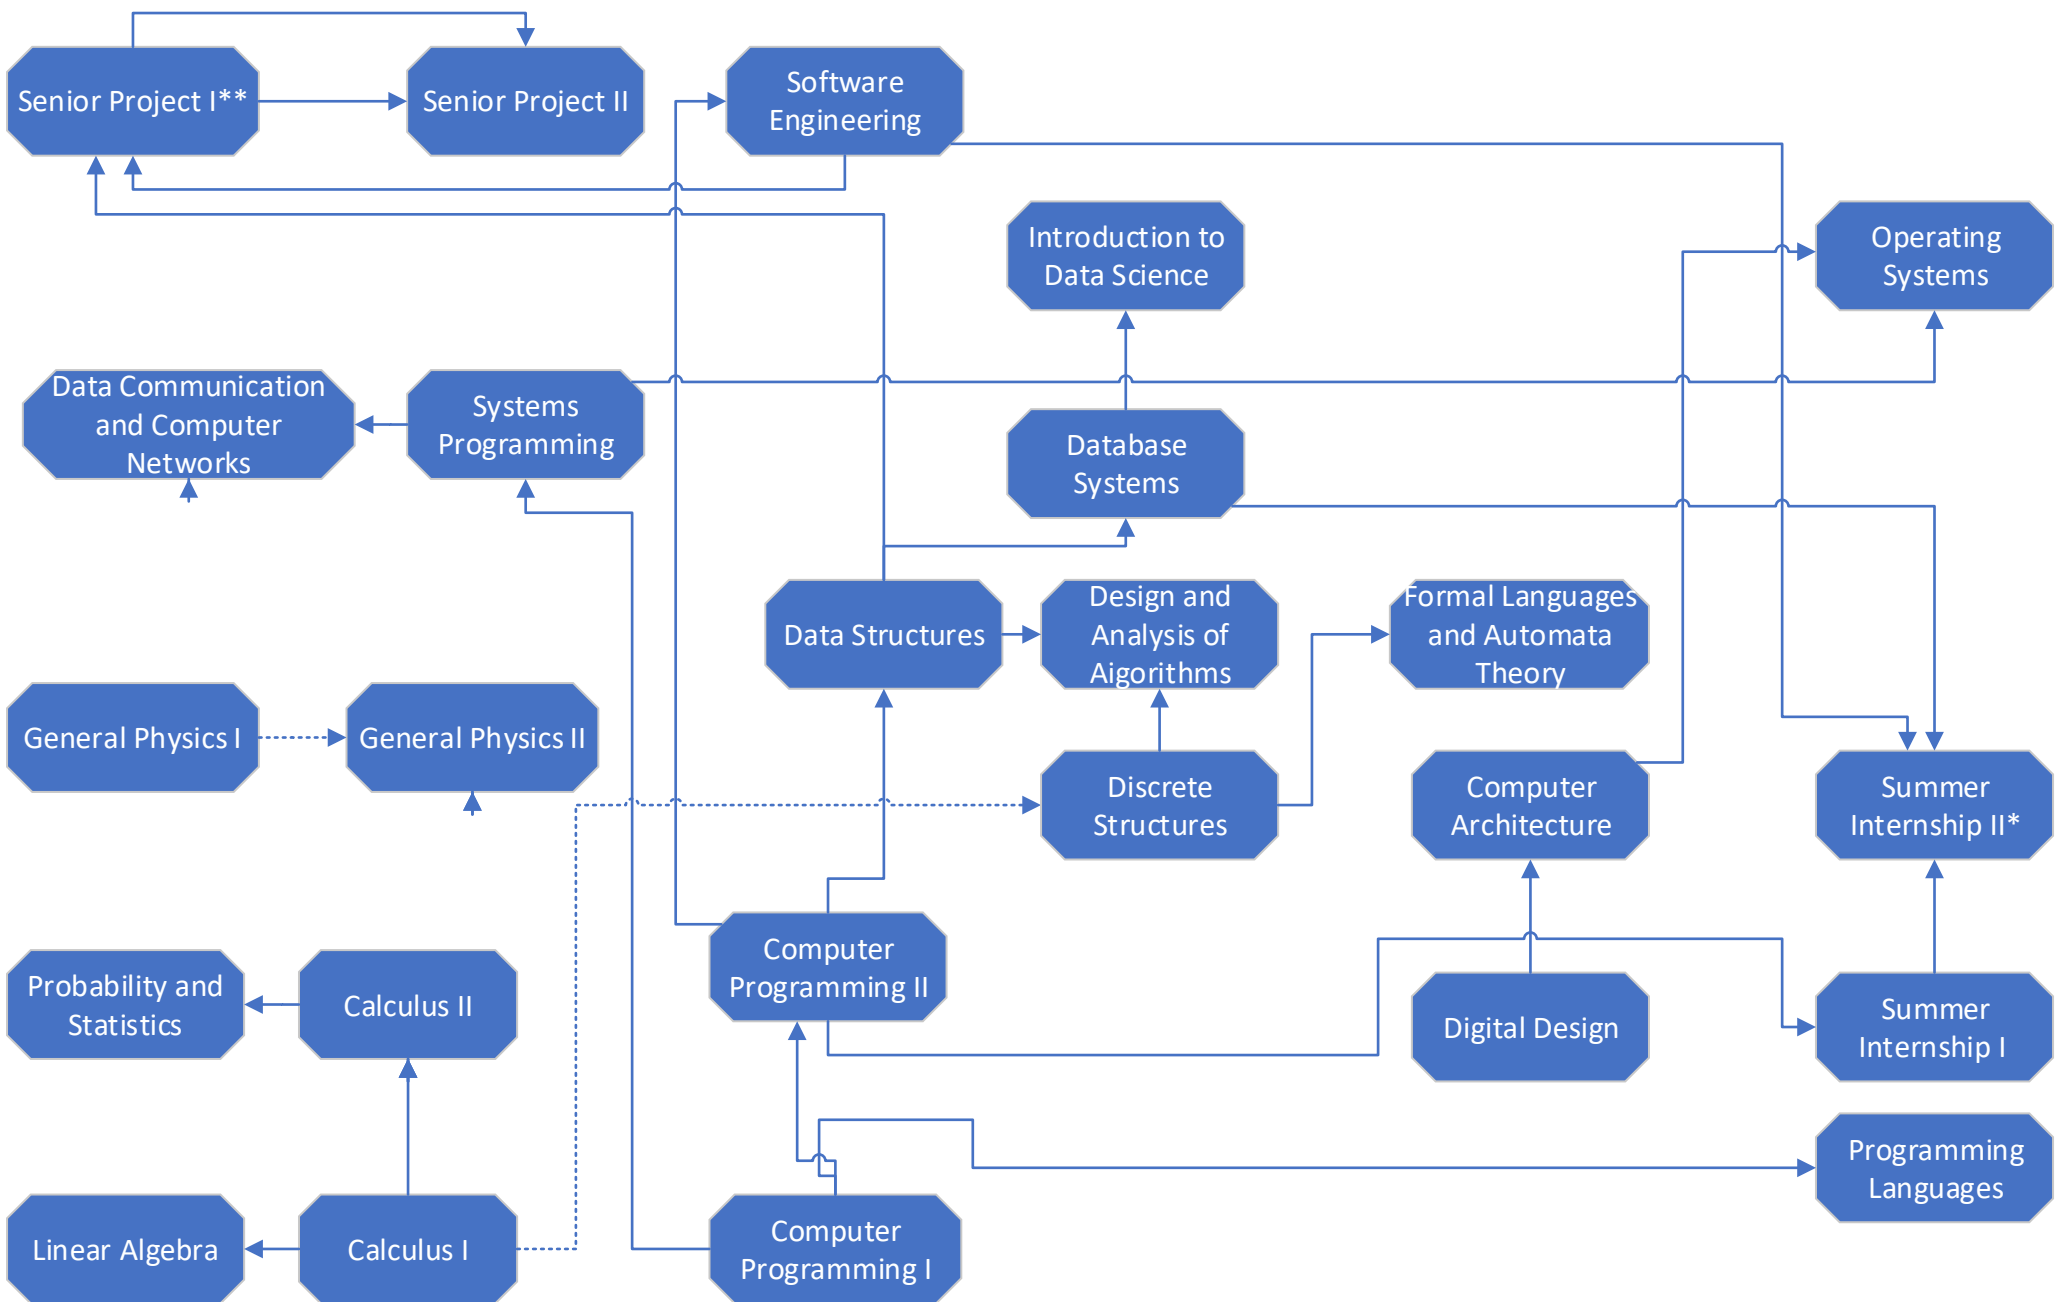 Senior Project I**
Senior Project II
Software
Engineering
Introduction to
Data Science
Operating
Systems
Data Communication
and Computer
Networks
Systems
Programming
Database
Systems
Data Structures
Design and
Analysis of
Aigorithms
Formal Languages
and Automata
Theory
General Physics I
General Physics II
Discrete
Structures
Computer
Architecture
Summer
Internship II*
Probability and
Statistics
Calculus II
Computer
Programming II
Digital Design
Summer
Internship I
Programming
Languages
Linear Algebra
Calculus I
Computer
Programming I